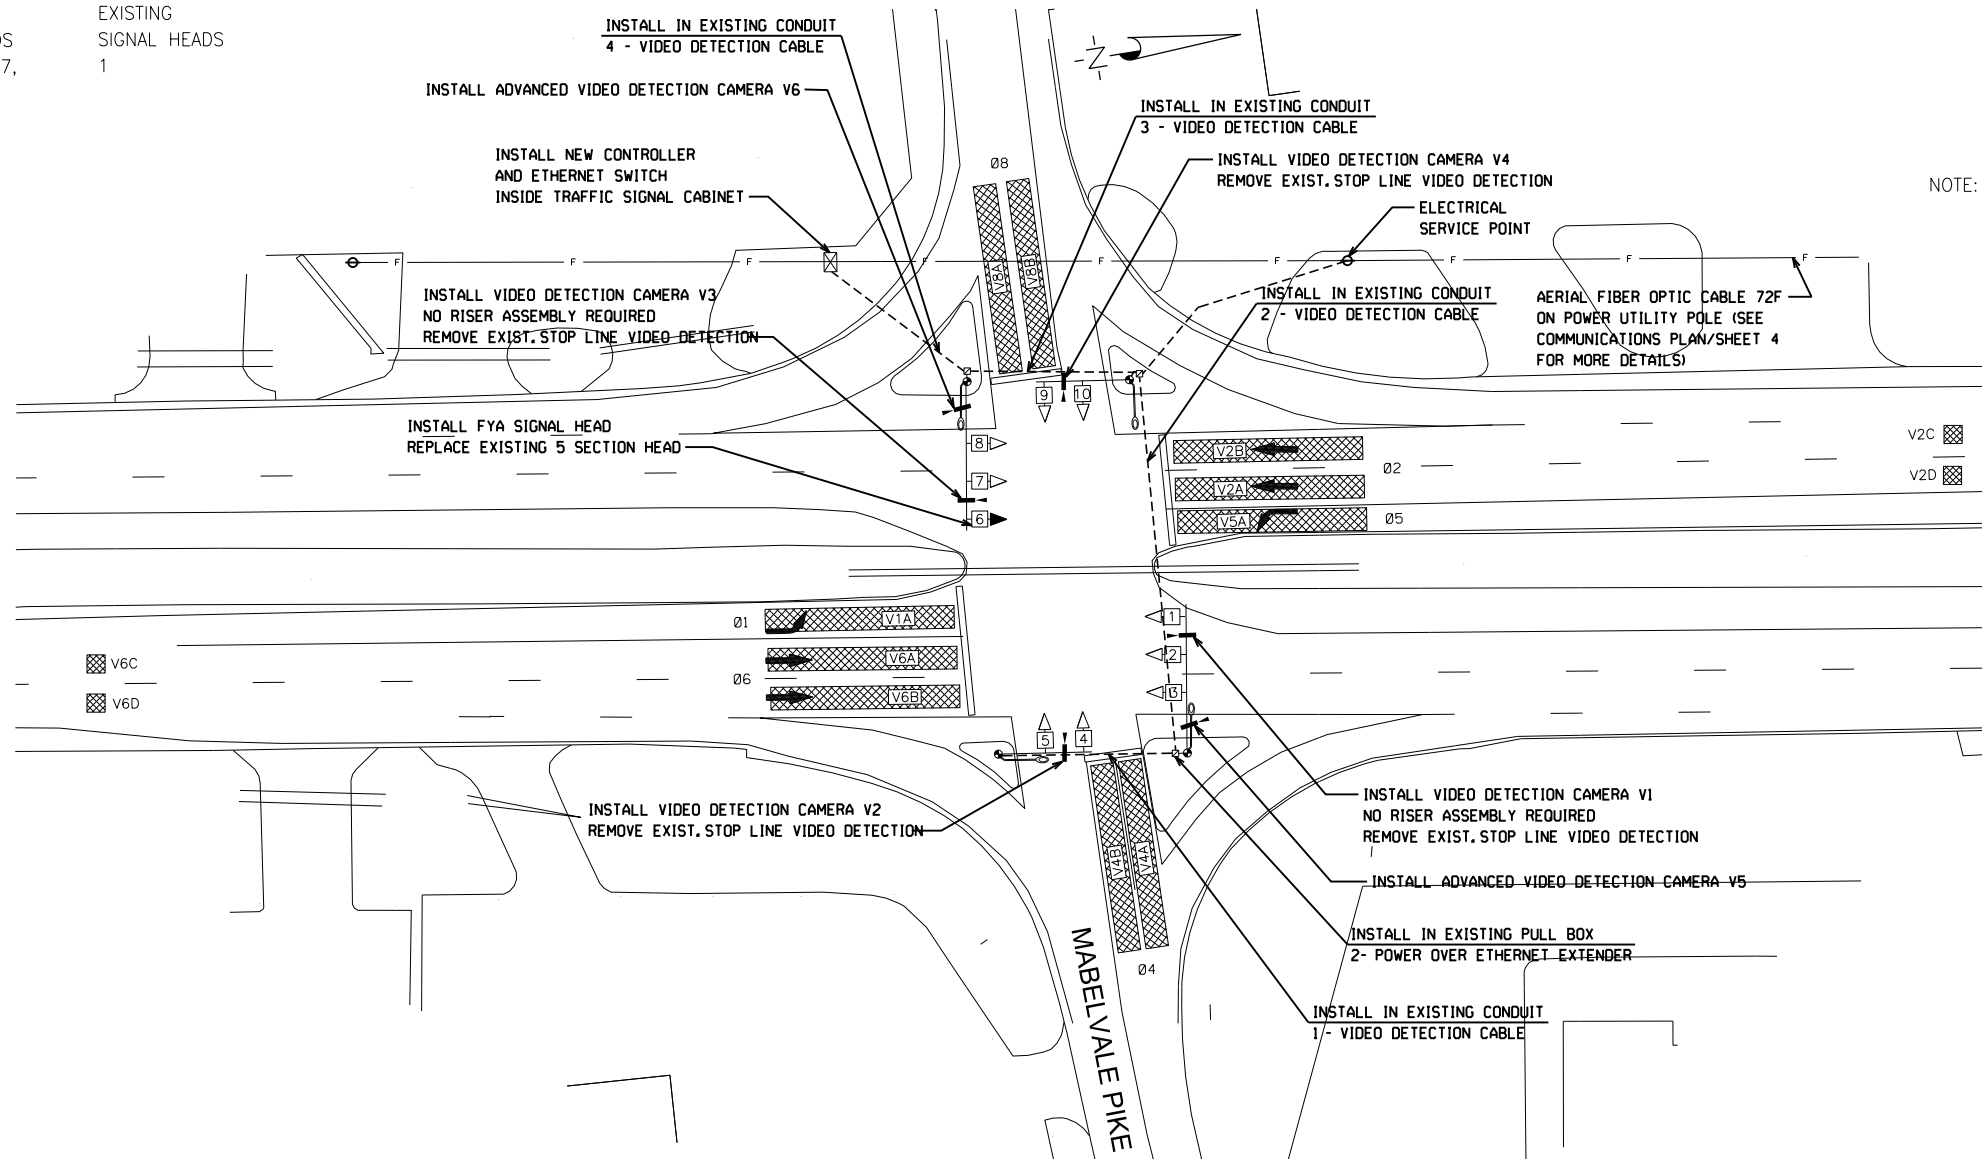 EXISTING
SIGNAL HEADS
1
7,
INSTALL IN EXISTING CONDUIT
4 - VIDEO DETECTION CABLE
INSTALL ADVANCED VIDEO DETECTION CAMERA V6
-N-
INSTALL IN EXISTING CONDUIT
3 - VIDEO DETECTION CABLE
INSTALL NEW CONTROLLER
AND ETHERNET SWITCH
INSIDE TRAFFIC SIGNAL CABINET
Ø8
INSTALL VIDEO DETECTION CAMERA V4
REMOVE EXIST. STOP LINE VIDEO DETECTION
NOTE:
ELECTRICAL
SERVICE POINT
F F F F F F F F F
V8A
V8B
INSTALL VIDEO DETECTION CAMERA V3
NO RISER ASSEMBLY REQUIRED
REMOVE EXIST. STOP LINE VIDEO DETECTION
INSTALL IN EXISTING CONDUIT
2 - VIDEO DETECTION CABLE
AERIAL FIBER OPTIC CABLE 72F
ON POWER UTILITY POLE (SEE
COMMUNICATIONS PLAN/SHEET 4
FOR MORE DETAILS)
9 10
INSTALL FYA SIGNAL HEAD
REPLACE EXISTING 5 SECTION HEAD
8
7
6
V2B
V2A
V5A
Ø2
Ø5
V2C
V2D
Ø1
V1A
V6A
V6B
Ø6
V6C
V6D
1
2
3
5 4
INSTALL VIDEO DETECTION CAMERA V2
REMOVE EXIST. STOP LINE VIDEO DETECTION
INSTALL VIDEO DETECTION CAMERA V1
NO RISER ASSEMBLY REQUIRED
REMOVE EXIST. STOP LINE VIDEO DETECTION
V4B
V4A
Ø4
INSTALL ADVANCED VIDEO DETECTION CAMERA V5
INSTALL IN EXISTING PULL BOX
2- POWER OVER ETHERNET EXTENDER
INSTALL IN EXISTING CONDUIT
1 - VIDEO DETECTION CABLE
MABELVALE PIKE